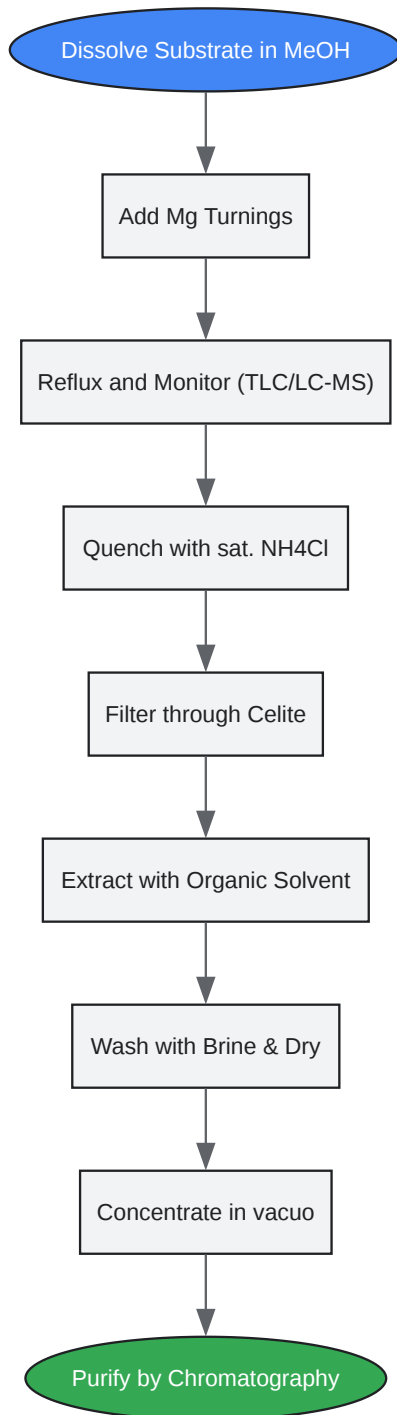 Dissolve Substrate in MeOH
Add Mg Turnings
Reflux and Monitor (TLC/LC-MS)
Quench with sat. NH4Cl
Filter through Celite
Extract with Organic Solvent
Wash with Brine & Dry
Concentrate in vacuo
Purify by Chromatography